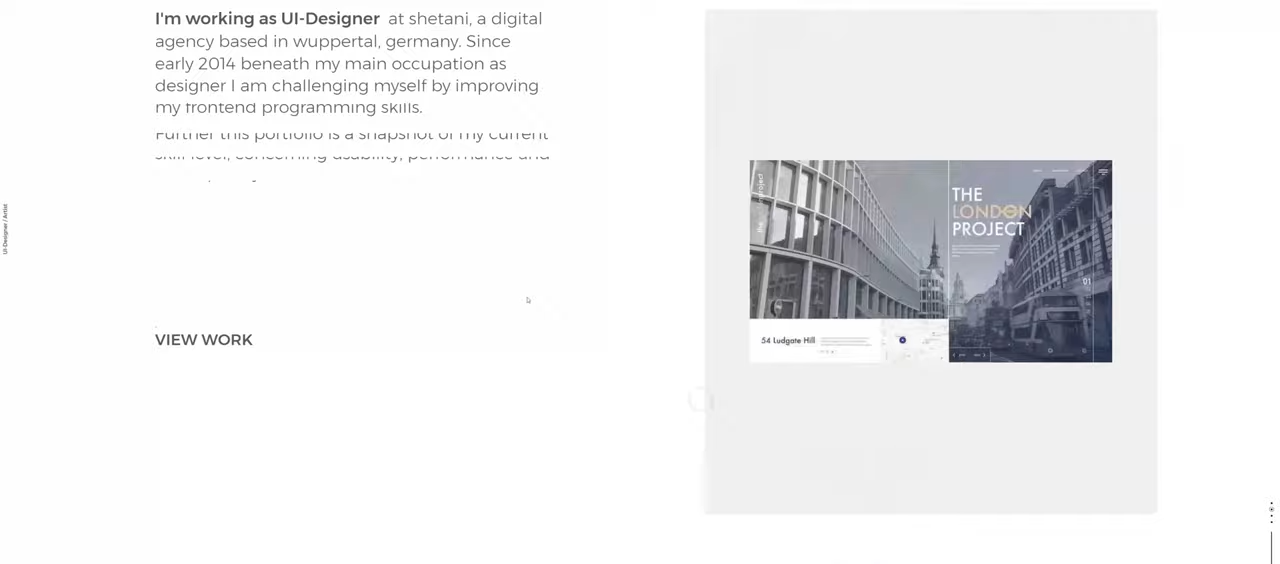 I'm working as UI-Designer at shetani, a digital
agency based in wuppertal, germany. Since
early 2014 beneath my main occupation as
designer I am challenging myself by improving
my frontend programming skills.
Further this portfolio is a snapshot of my current
skill level, concerning usability, performance and
VIEW WORK
UI-Designer / Artist
the project
THE
LONDON
PROJECT
01
54 Ludgate Hill